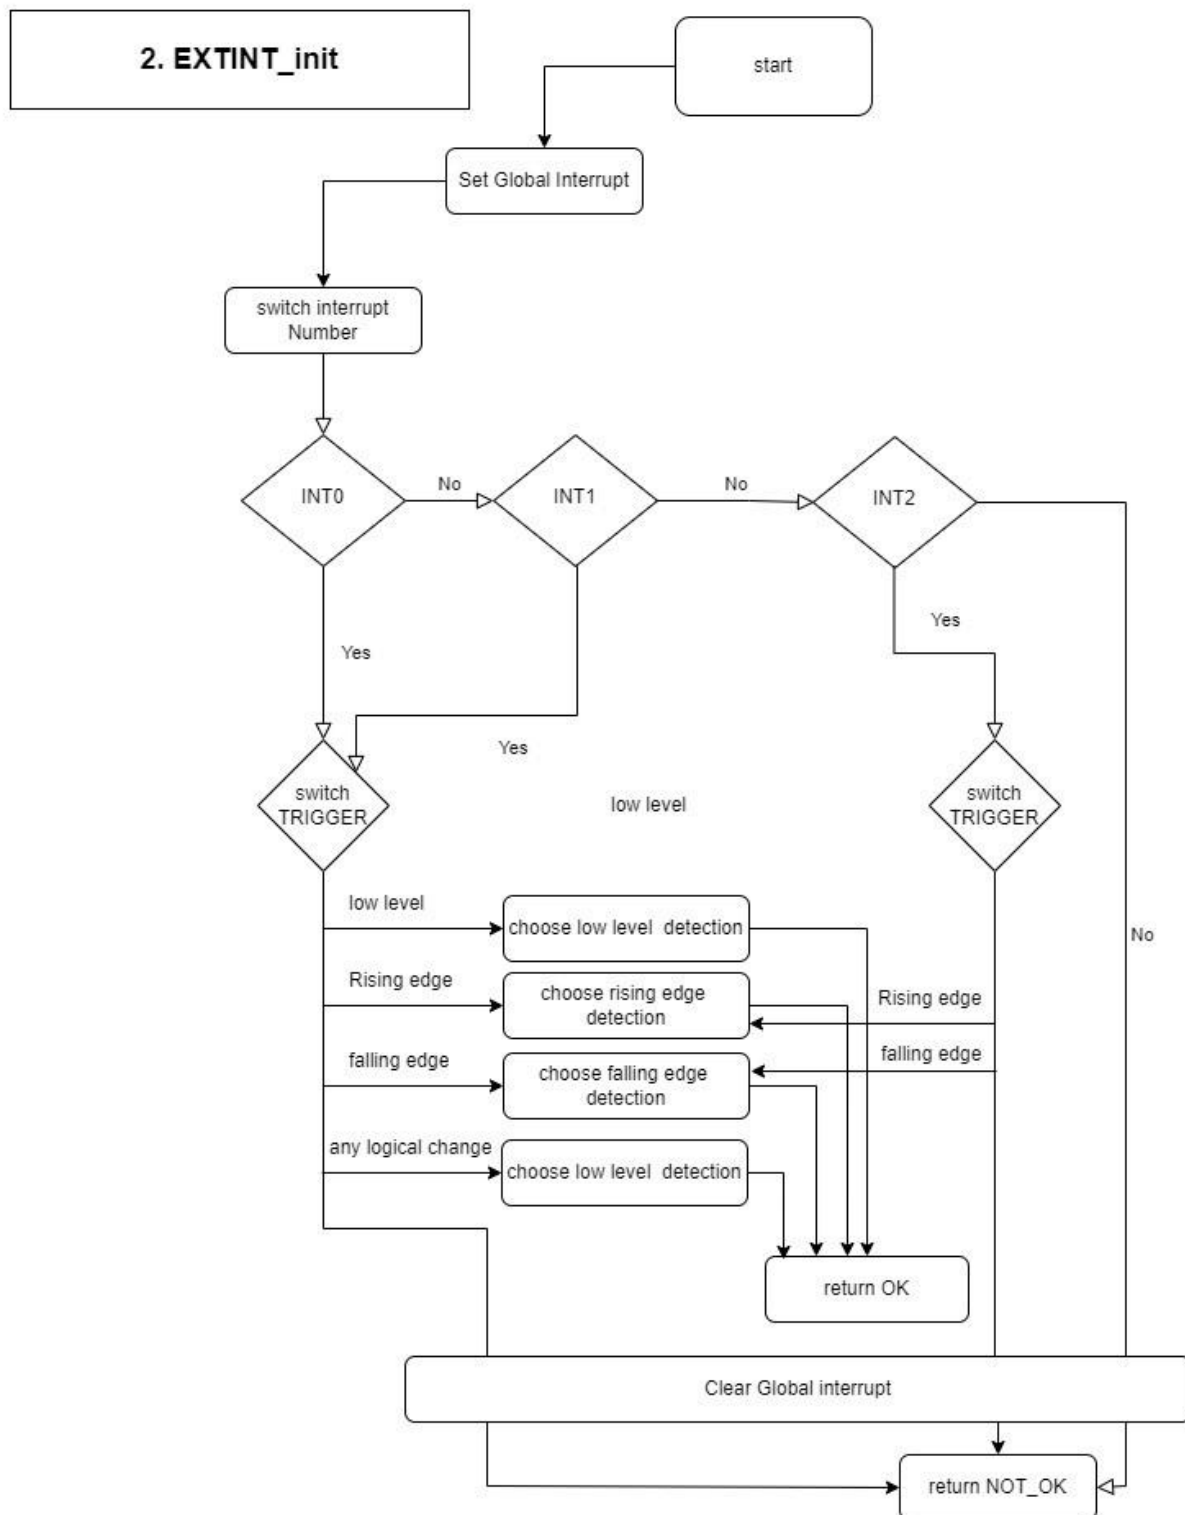 2. EXTINT_init
start
Set Global Interrupt
switch interrupt
Number
INT0
No
INT1
No
INT2
Yes
Yes
Yes
switch
TRIGGER
low level
switch
TRIGGER
low level
choose low level  detection
No
Rising edge
choose rising edge
detection
Rising edge
falling edge
choose falling edge
detection
falling edge
any logical change
choose low level  detection
return OK
Clear Global interrupt
return NOT_OK